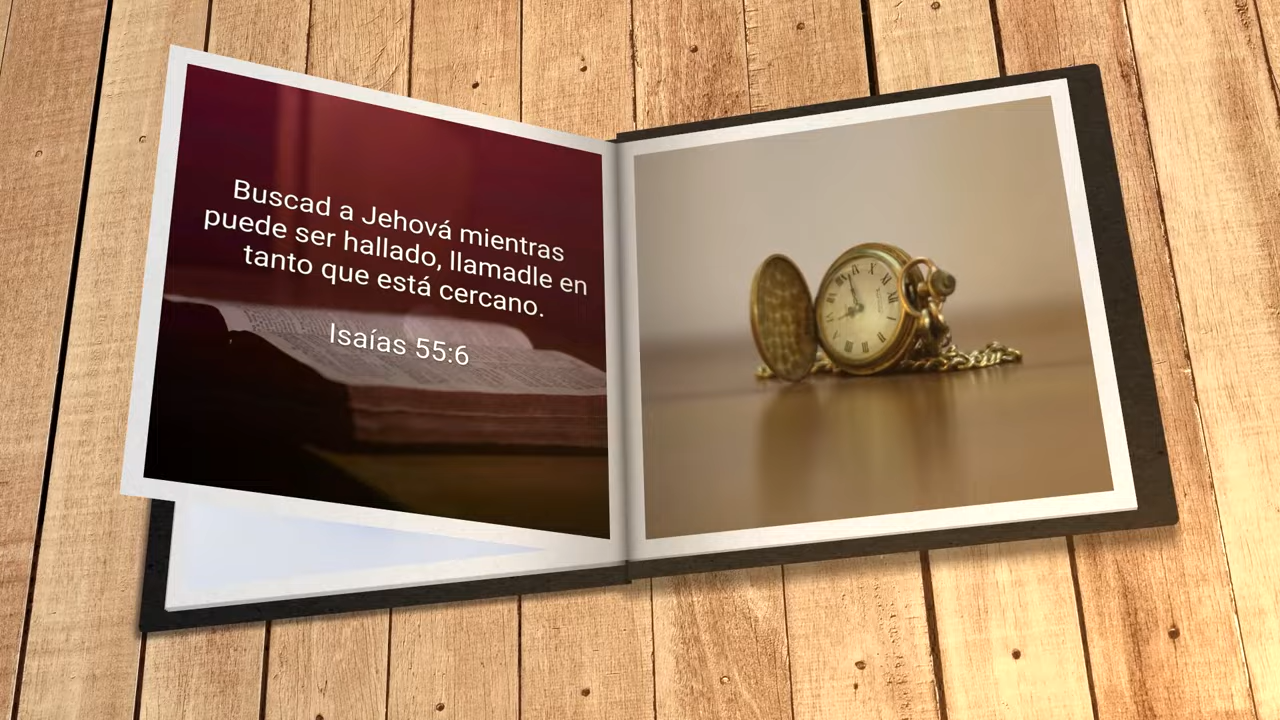 Buscad a Jehová mientras
puede ser hallado, llamadle en
tanto que está cercano.
Isaías 55:6